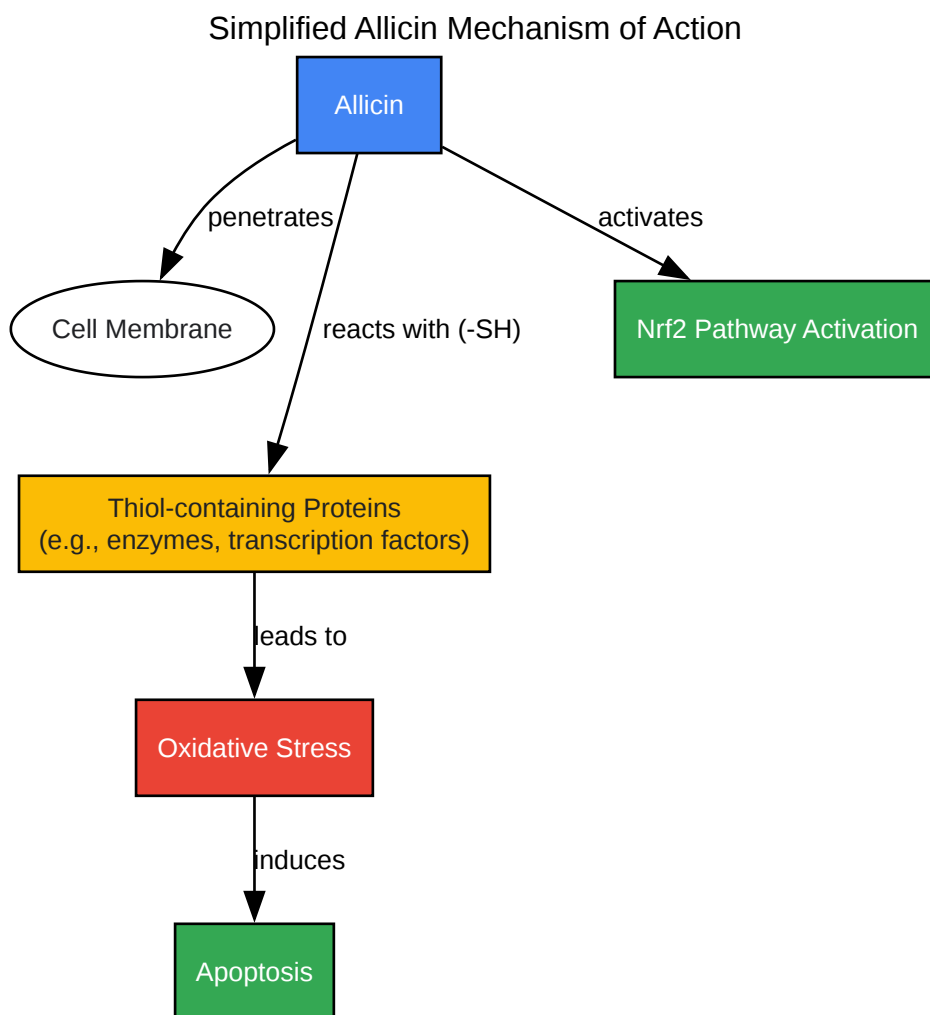 Simplified Allicin Mechanism of Action
Allicin
penetrates
activates
Cell Membrane
reacts with (-SH)
Nrf2 Pathway Activation
Thiol-containing Proteins
(e.g., enzymes, transcription factors)
leads to
Oxidative Stress
induces
Apoptosis